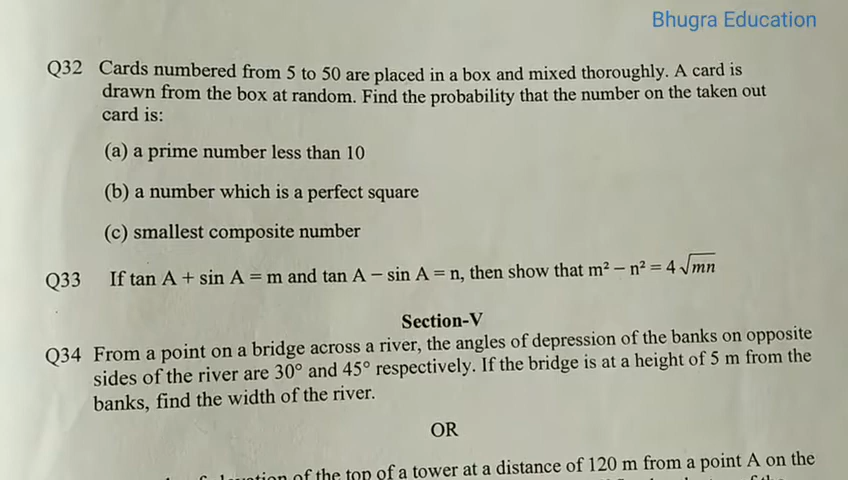 Bhugra Education
Q32 Cards numbered from 5 to 50 are placed in a box and mixed thoroughly. A card is
drawn from the box at random. Find the probability that the number on the taken out
card is:
(a) a prime number less than 10
(b) a number which is a perfect square
(c) smallest composite number
Q33 If tan A + sin A = m and tan A − sin A = n, then show that m² − n² = 4 √mn
Section-V
Q34 From a point on a bridge across a river, the angles of depression of the banks on opposite
sides of the river are 30° and 45° respectively. If the bridge is at a height of 5 m from the
banks, find the width of the river.
OR
of the top of a tower at a distance of 120 m from a point A on the